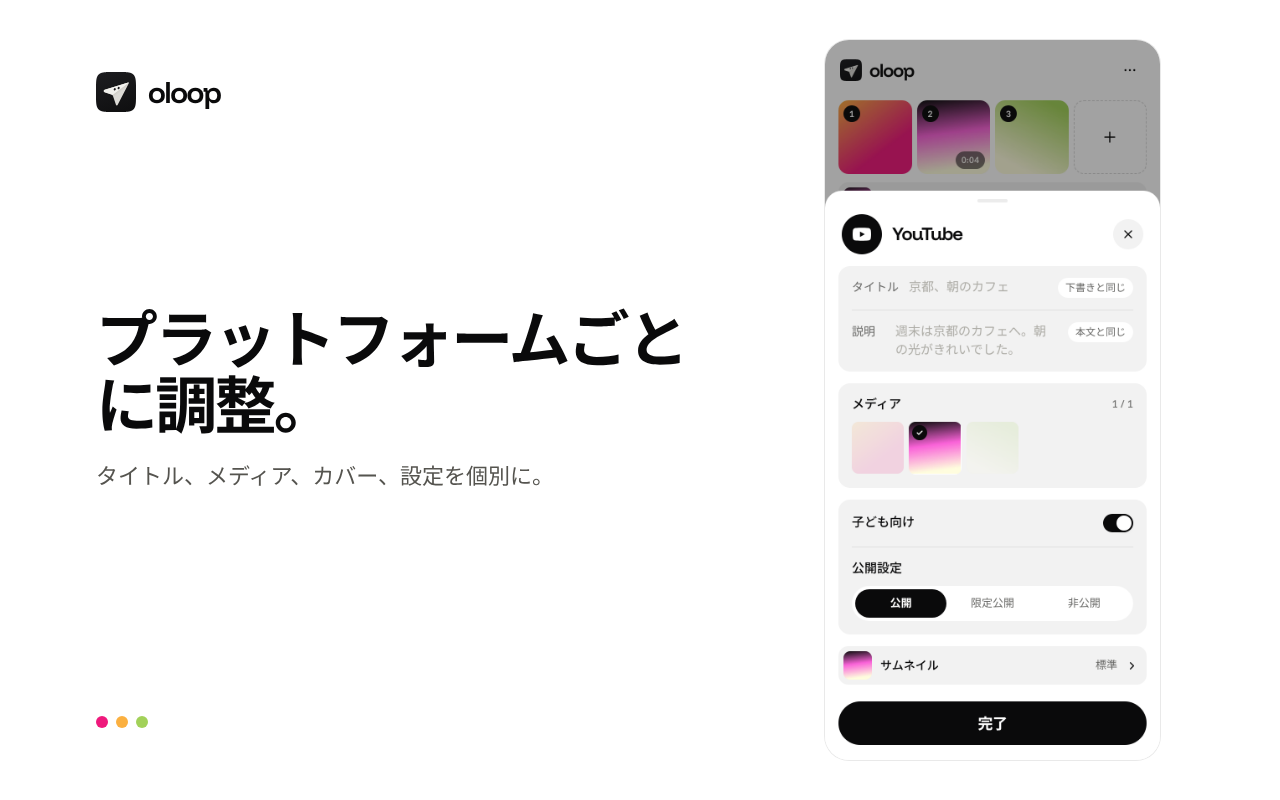 oloop
プラットフォームごと
に調整。
タイトル、メディア、カバー、設定を個別に。
oloop
1
2
3
0:04
YouTube
タイトル 京都、朝のカフェ 下書きと同じ
説明 週末は京都のカフェへ。朝 本文と同じ
の光がきれいでした。
メディア 1 / 1
子ども向け
公開設定
公開 限定公開 非公開
サムネイル 標準
完了